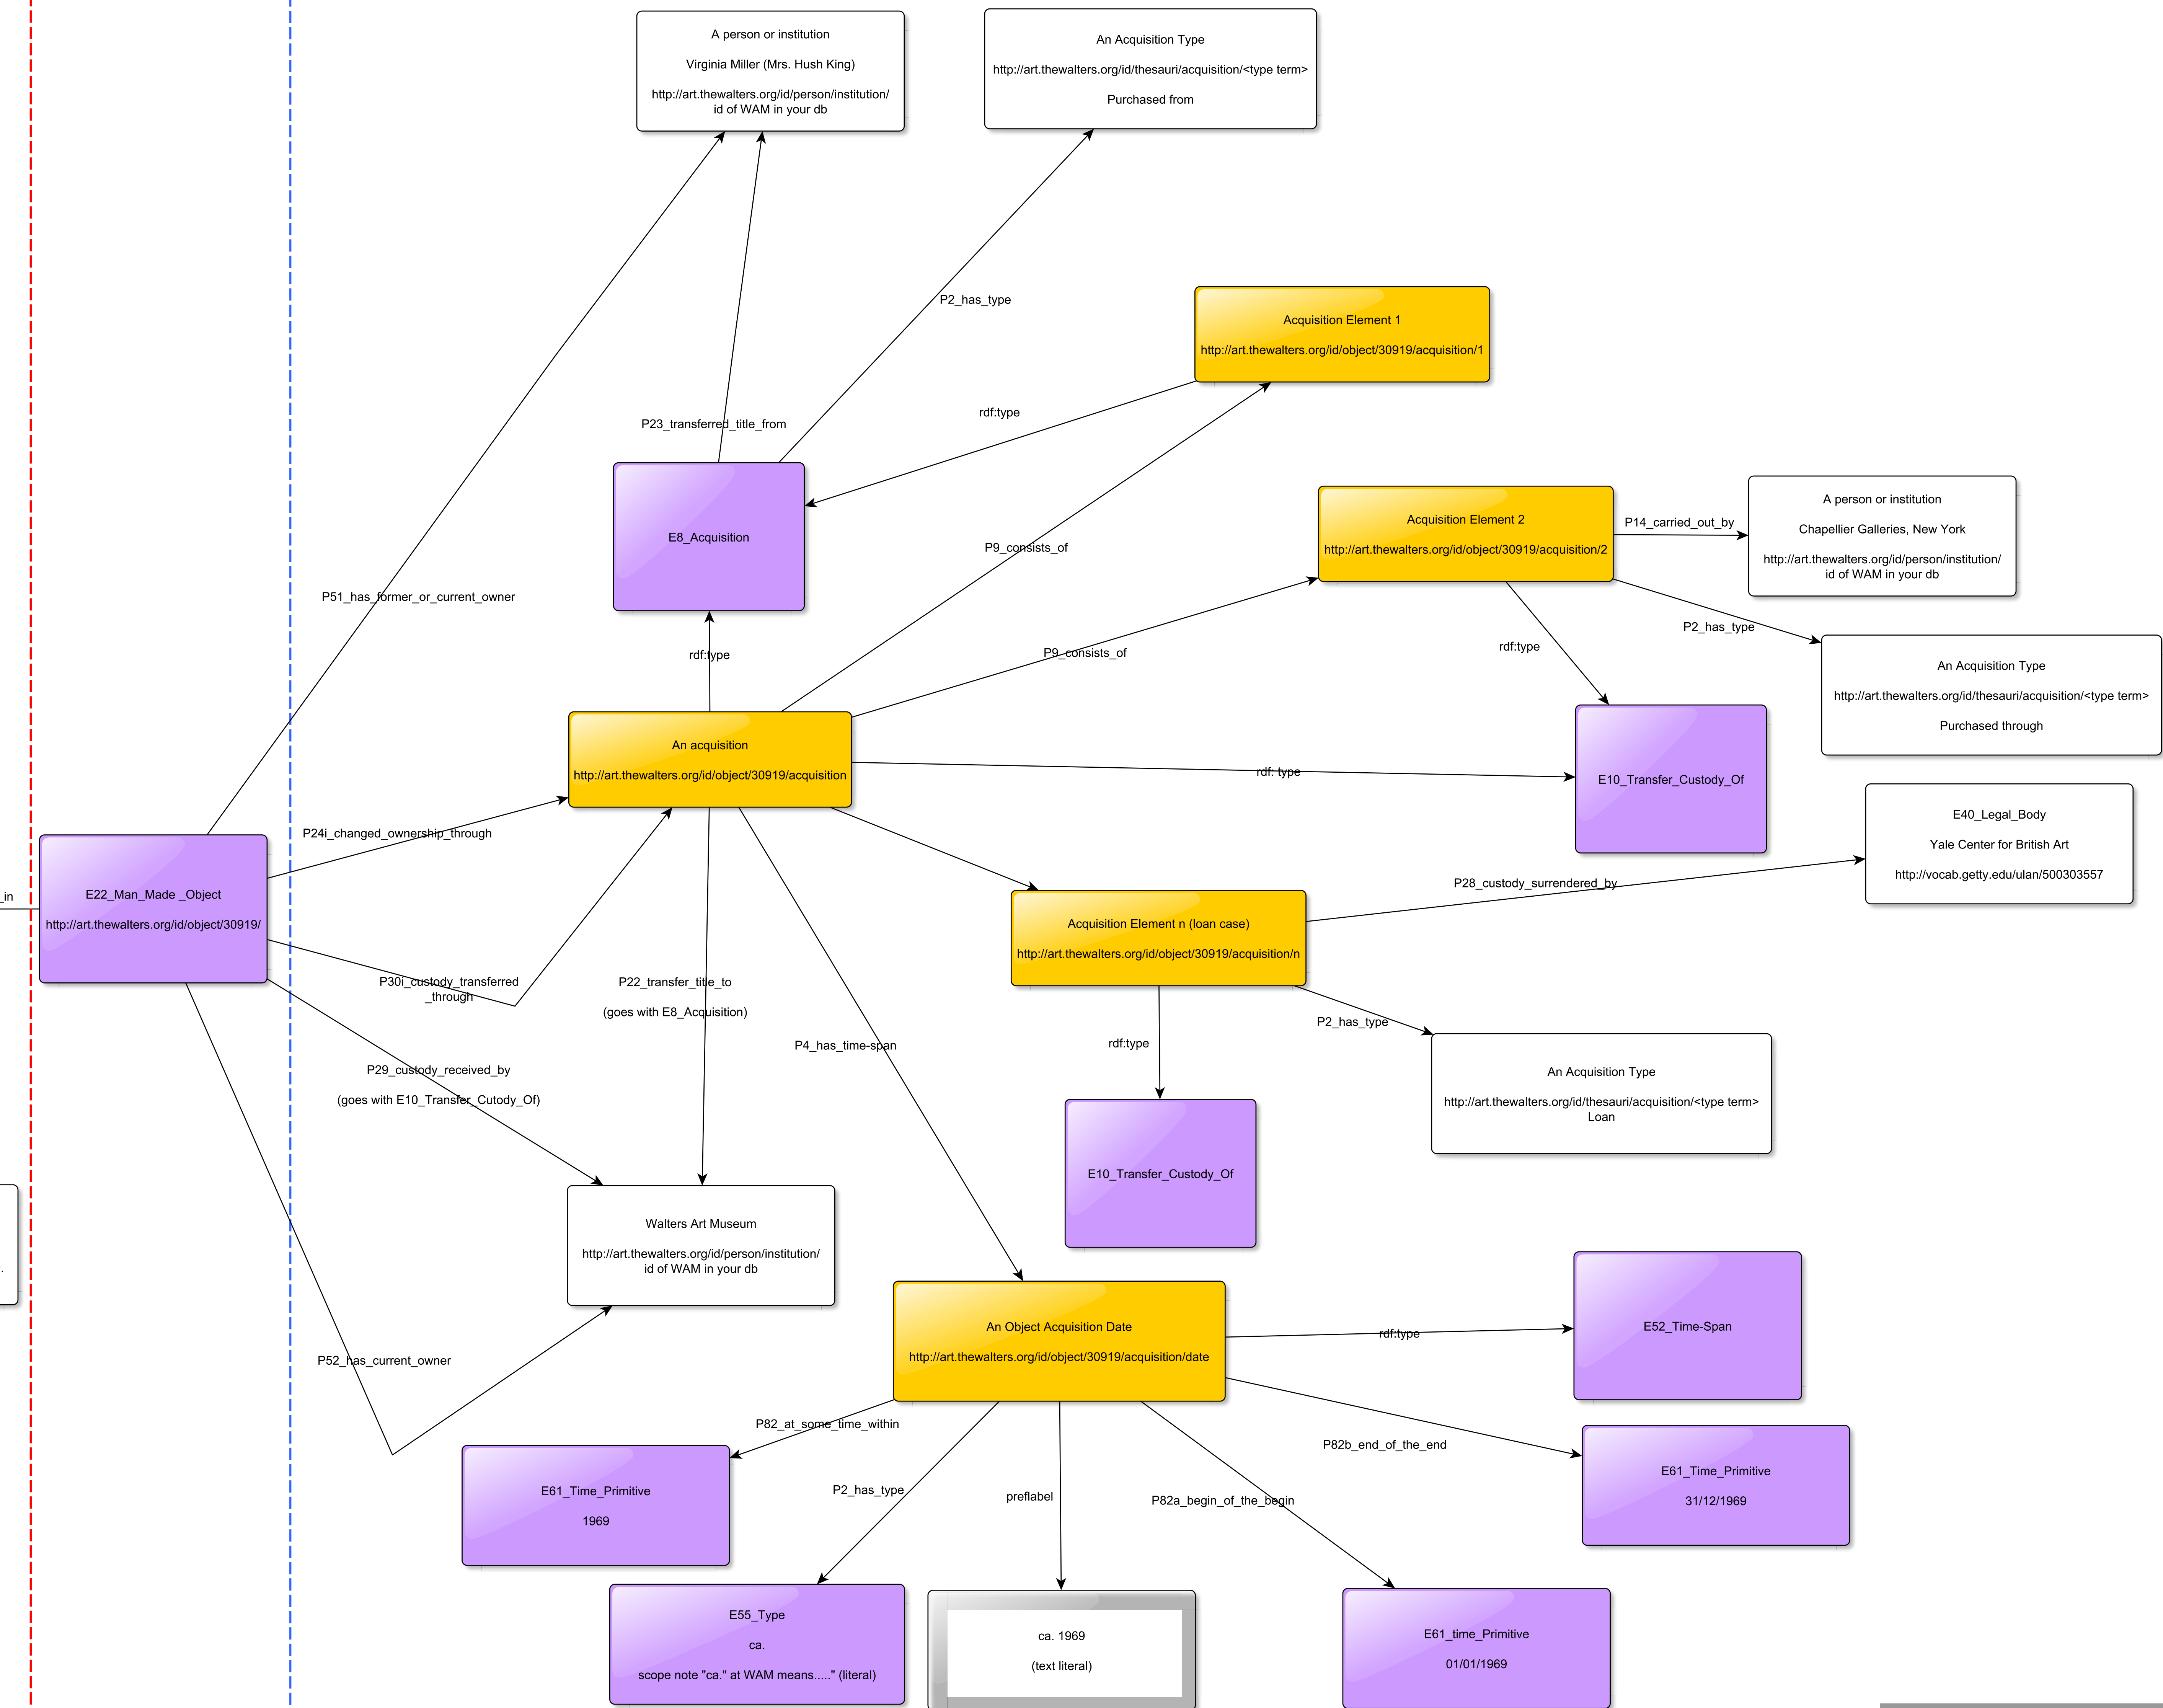 A person or institution
Virginia Miller (Mrs. Hush King)
http://art.thewalters.org/id/person/institution/
id of WAM in your db
An Acquisition Type
http://art.thewalters.org/id/thesauri/acquisition/<type term>
Purchased from
P2_has_type
Acquisition Element 1
http://art.thewalters.org/id/object/30919/acquisition/1
rdf:type
P23_transferred_title_from
E8_Acquisition
P9_consists_of
Acquisition Element 2
http://art.thewalters.org/id/object/30919/acquisition/2
P14_carried_out_by
A person or institution
Chapellier Galleries, New York
http://art.thewalters.org/id/person/institution/
id of WAM in your db
P51_has_former_or_current_owner
rdf:type
P9_consists_of
rdf:type
P2_has_type
An Acquisition Type
http://art.thewalters.org/id/thesauri/acquisition/<type term>
Purchased through
An acquisition
http://art.thewalters.org/id/object/30919/acquisition
rdf: type
E10_Transfer_Custody_Of
P24i_changed_ownership_through
E40_Legal_Body
Yale Center for British Art
http://vocab.getty.edu/ulan/500303557
_in
E22_Man_Made _Object
http://art.thewalters.org/id/object/30919/
P28_custody_surrendered_by
Acquisition Element n (loan case)
http://art.thewalters.org/id/object/30919/acquisition/n
P30i_custody_transferred
_through
P22_transfer_title_to
(goes with E8_Acquisition)
P4_has_time-span
rdf:type
P2_has_type
An Acquisition Type
http://art.thewalters.org/id/thesauri/acquisition/<type term>
Loan
P29_custody_received_by
(goes with E10_Transfer_Cutody_Of)
E10_Transfer_Custody_Of
Walters Art Museum
http://art.thewalters.org/id/person/institution/
id of WAM in your db
.
An Object Acquisition Date
http://art.thewalters.org/id/object/30919/acquisition/date
rdf:type
E52_Time-Span
P52_has_current_owner
P82_at_some_time_within
P2_has_type
preflabel
P82a_begin_of_the_begin
P82b_end_of_the_end
E61_Time_Primitive
31/12/1969
E61_Time_Primitive
1969
E55_Type
ca.
scope note "ca." at WAM means....." (literal)
ca. 1969
(text literal)
E61_time_Primitive
01/01/1969